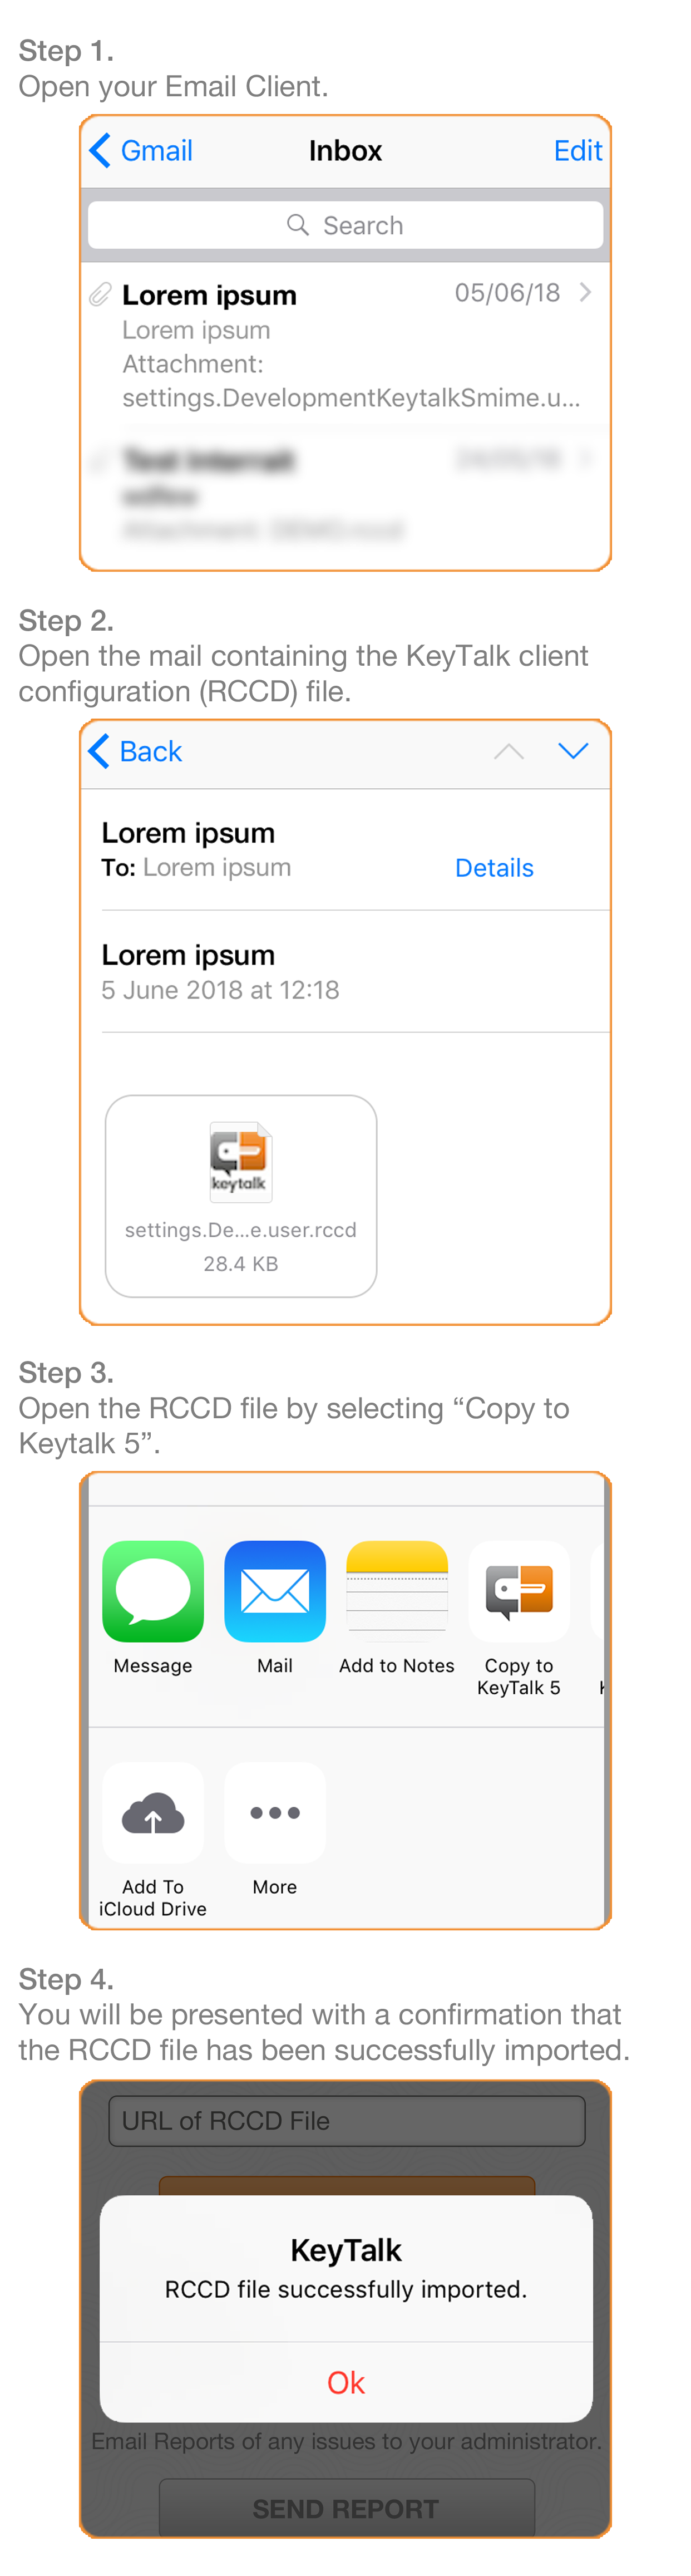 Step 1.
Open your Email Client.
Gmail Inbox Edit
Search
Lorem ipsum 05/06/18
Lorem ipsum
Attachment:
settings.DevelopmentKeytalkSmime.u...
Step 2.
Open the mail containing the KeyTalk client
configuration (RCCD) file.
Back
Lorem ipsum
To: Lorem ipsum Details
Lorem ipsum
5 June 2018 at 12:18
keytalk
settings.De...e.user.rccd
28.4 KB
Step 3.
Open the RCCD file by selecting “Copy to
Keytalk 5”.
Message Mail Add to Notes Copy to
KeyTalk 5
Add To More
iCloud Drive
Step 4.
You will be presented with a confirmation that
the RCCD file has been successfully imported.
URL of RCCD File
KeyTalk
RCCD file successfully imported.
Ok
Email Reports of any issues to your administrator.
SEND REPORT